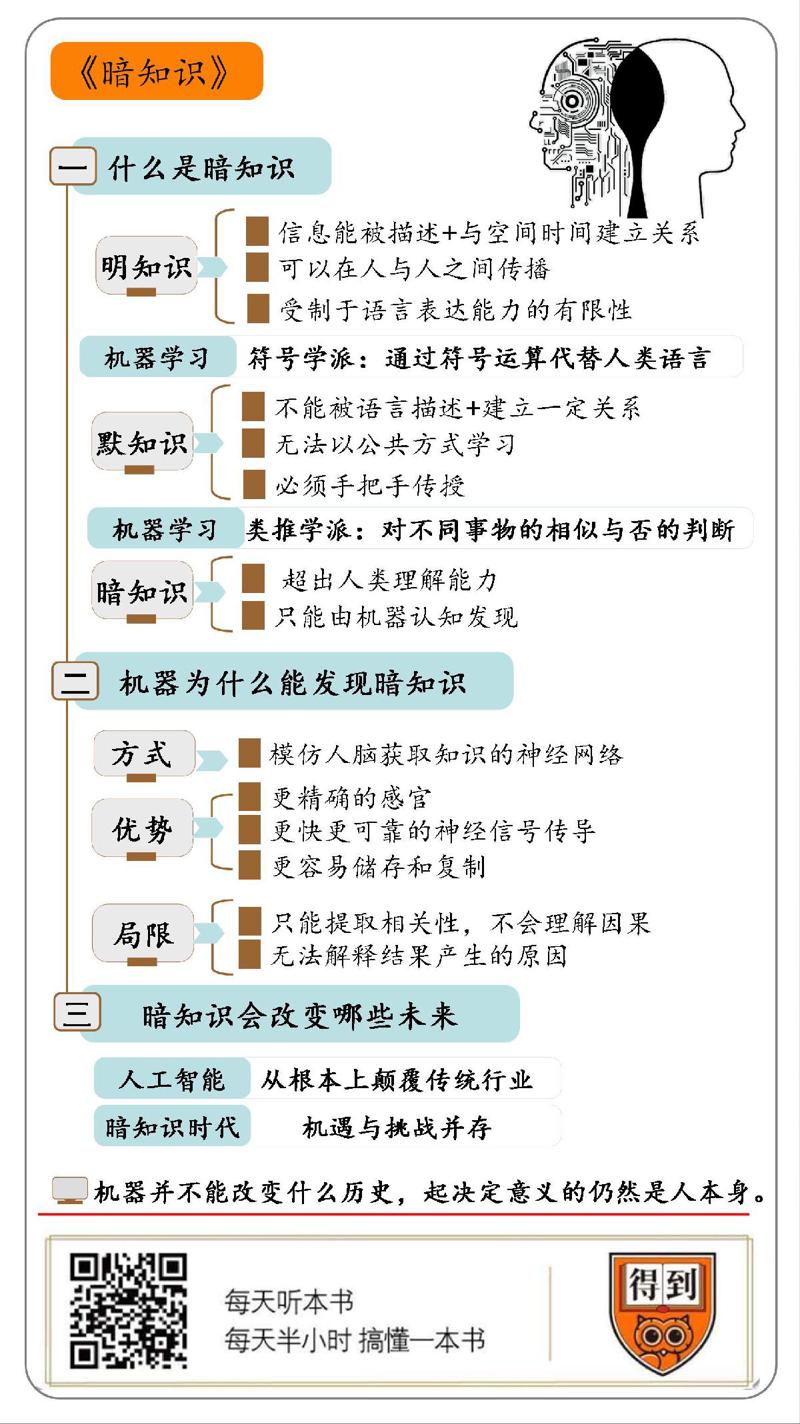 《暗知识》
一 什么是暗知识
明知识
信息能被描述+与空间时间建立关系
可以在人与人之间传播
受制于语言表达能力的有限性
机器学习 符号学派：通过符号运算代替人类语言
默知识
不能被语言描述+建立一定关系
无法以公共方式学习
必须手把手传授
机器学习 类推学派：对不同事物的相似与否的判断
暗知识
超出人类理解能力
只能由机器认知发现
二 机器为什么能发现暗知识
方式
模仿人脑获取知识的神经网络
优势
更精确的感官
更快更可靠的神经信号传导
更容易储存和复制
局限
只能提取相关性，不会理解因果
无法解释结果产生的原因
三 暗知识会改变哪些未来
人工智能 从根本上颠覆传统行业
暗知识时代 机遇与挑战并存
机器并不能改变什么历史，起决定意义的仍然是人本身。
每天听本书
每天半小时 搞懂一本书
得到